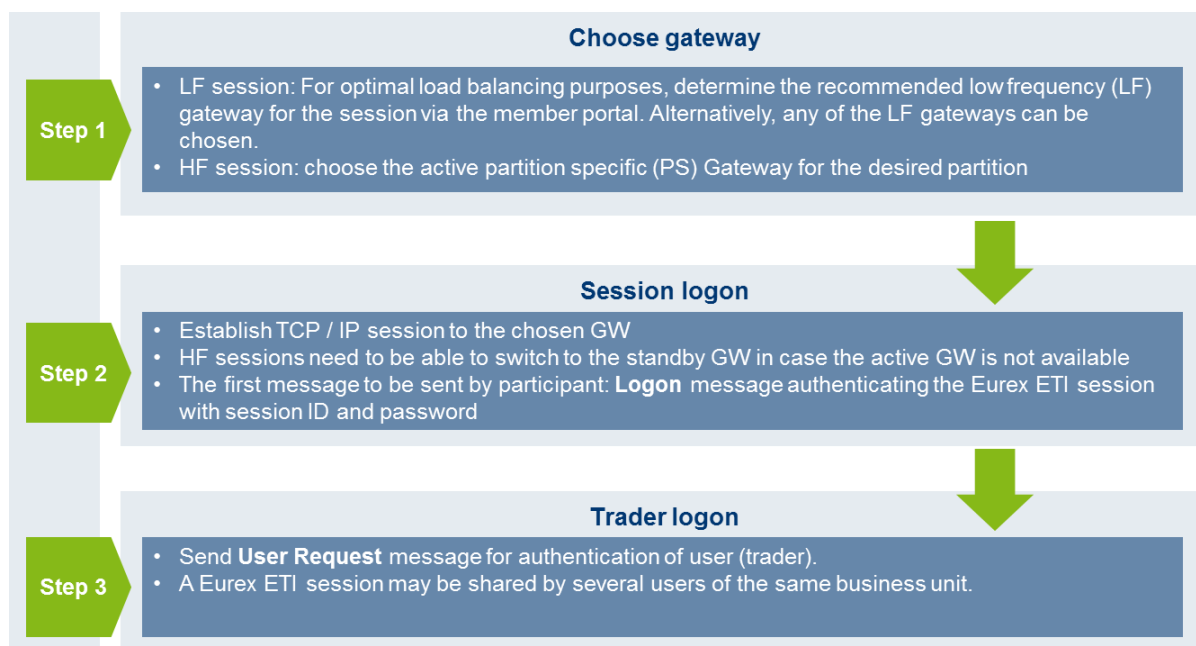 Choose gateway
Step 1
• LF session: For optimal load balancing purposes, determine the recommended low frequency (LF)
gateway for the session via the member portal. Alternatively, any of the LF gateways can be
chosen.
• HF session: choose the active partition specific (PS) Gateway for the desired partition
Session logon
Step 2
• Establish TCP / IP session to the chosen GW
• HF sessions need to be able to switch to the standby GW in case the active GW is not available
• The first message to be sent by participant: Logon message authenticating the Eurex ETI session
with session ID and password
Trader logon
Step 3
• Send User Request message for authentication of user (trader).
• A Eurex ETI session may be shared by several users of the same business unit.